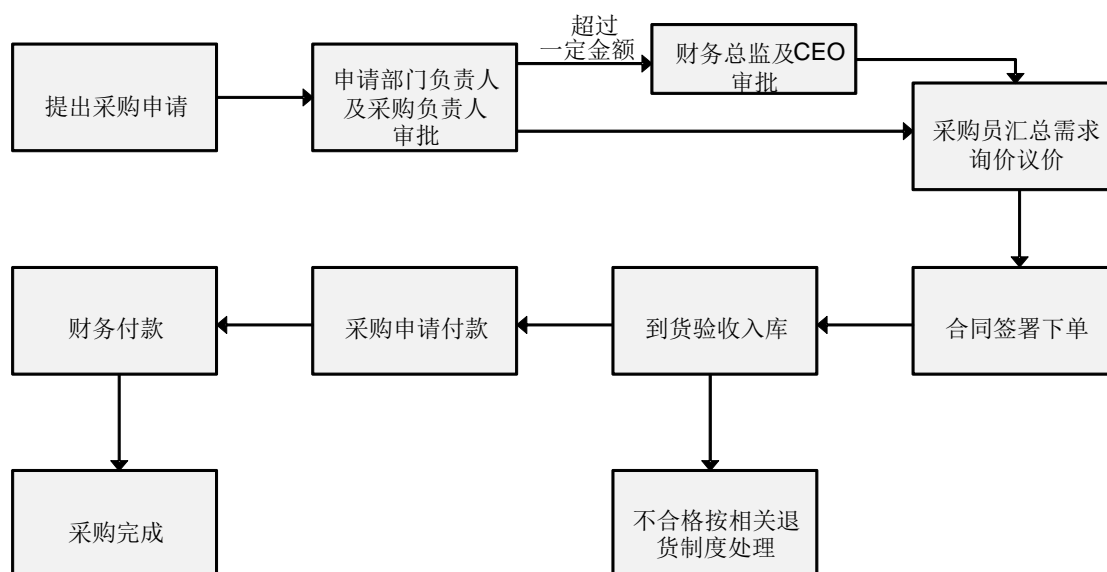 提出采购申请
申请部门负责人
及采购负责人
审批
超过
一定金额
财务总监及CEO
审批
采购员汇总需求
询价议价
财务付款
采购申请付款
到货验收入库
合同签署下单
采购完成
不合格按相关退
货制度处理